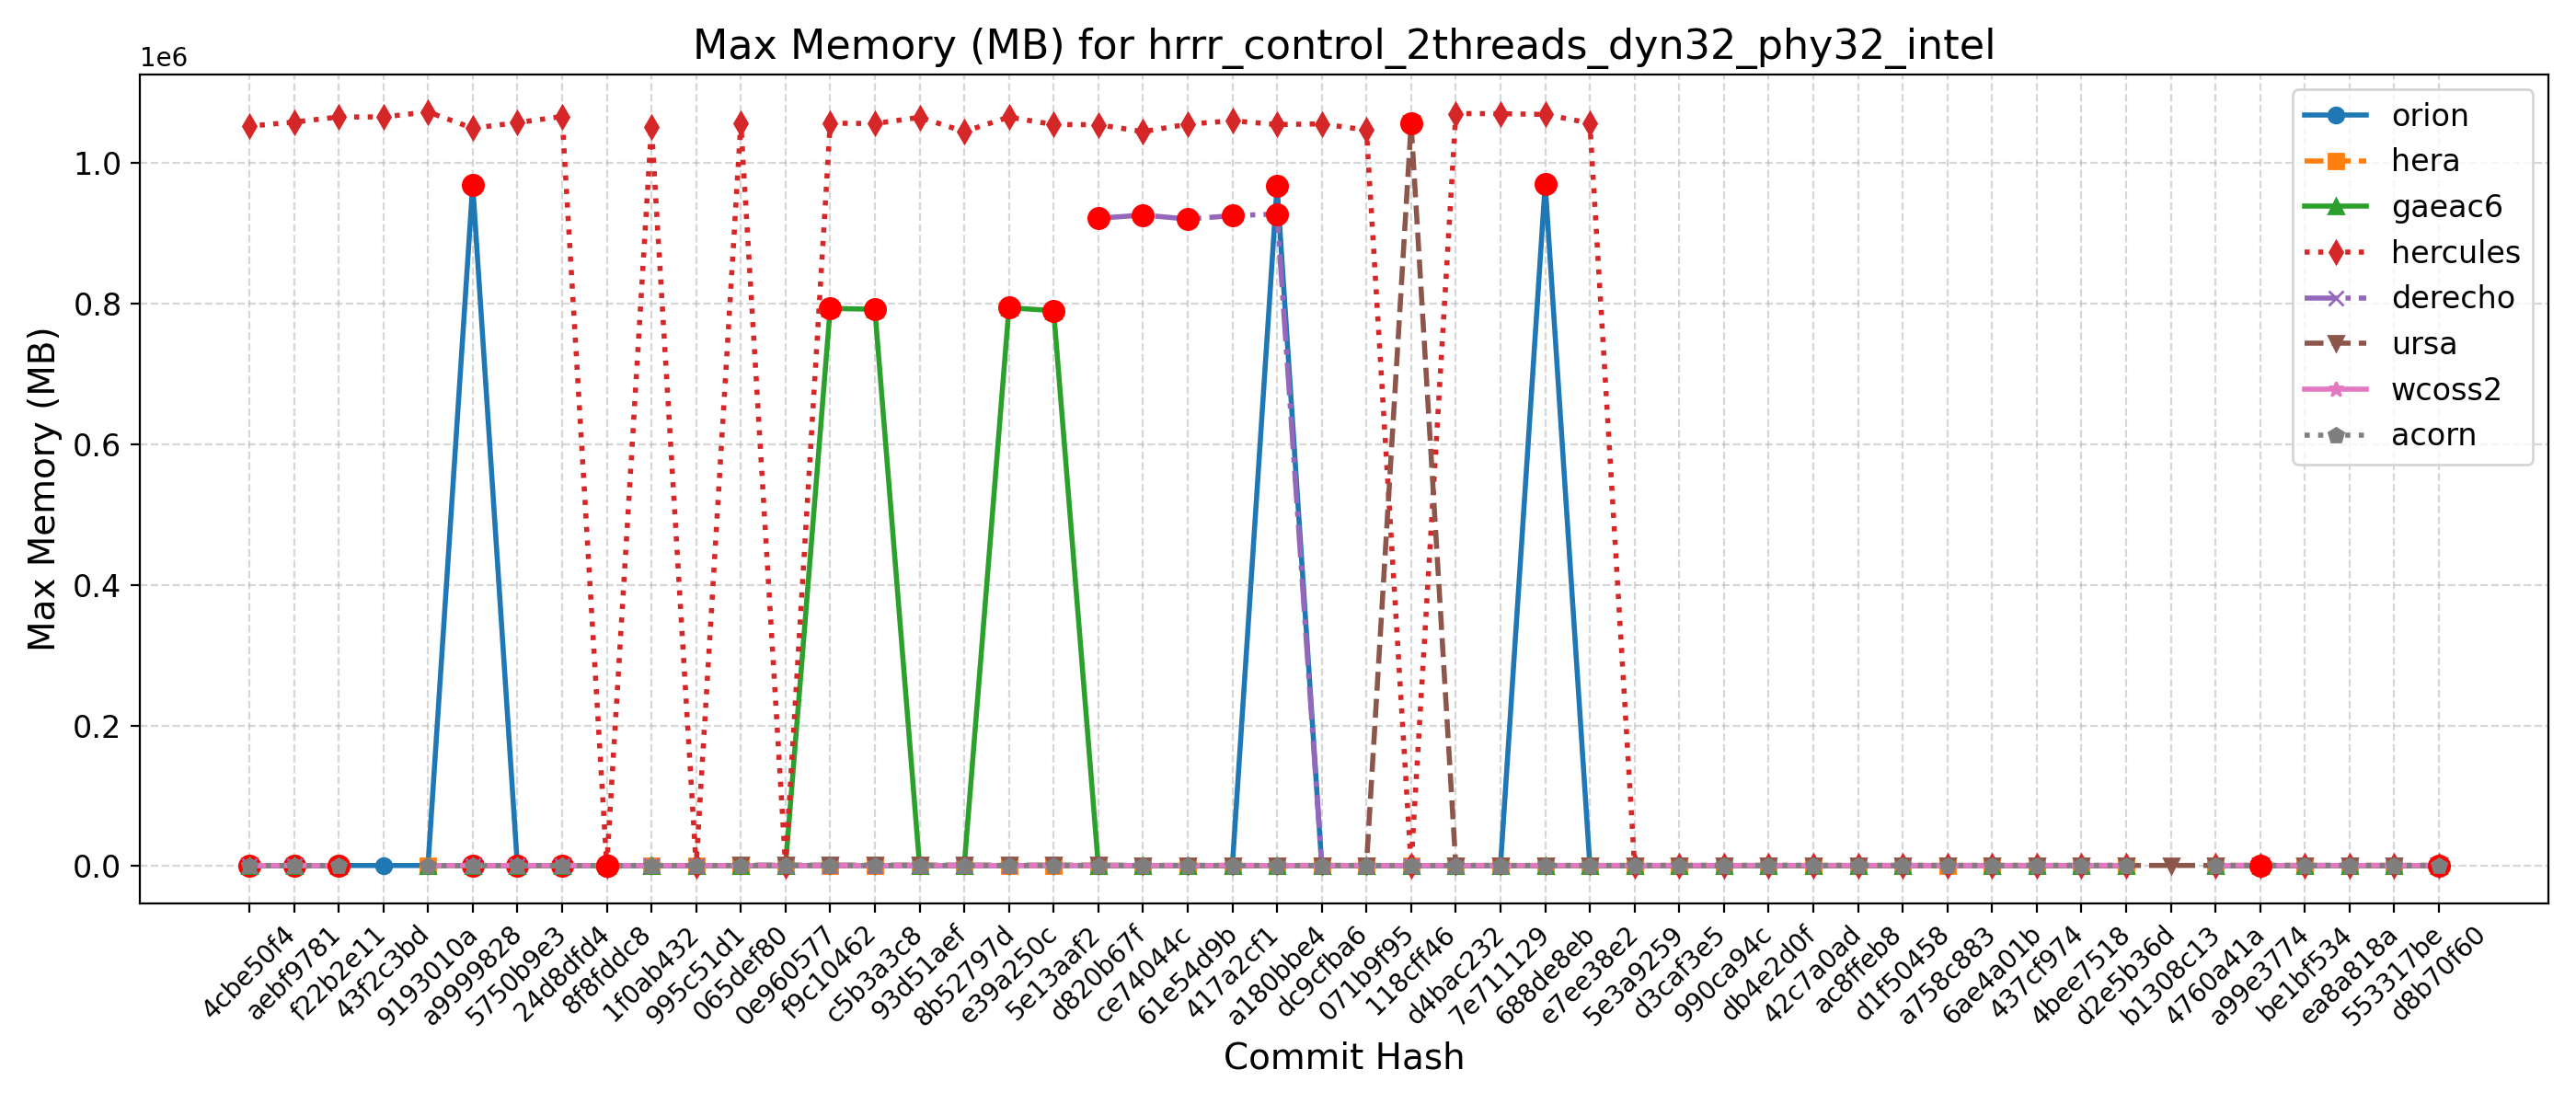 Max Memory (MB) for hrrr_control_2threads_dyn32_phy32_intel
1e6
1.0
0.8
0.6
0.4
0.2
0.0
Max Memory (MB)
orion
hera
gaeac6
hercules
derecho
ursa
wcoss2
acorn
4cbe50f4
aebf9781
f22b2e11
43f2c3bd
9193010a
a9999828
5750b9e3
24d8dfd4
8f8fddc8
1f0ab432
995c51d1
065def80
0e960577
f9c10462
c5b3a3c8
93d51aef
8b52797d
e39a250c
5e13aaf2
d820b67f
ce74044c
61e54d9b
417a2cf1
a180bbe4
dc9cfba6
071b9f95
118cff46
d4bac232
7e711129
688de8eb
e7ee38e2
5e3a9259
d3caf3e5
990ca94c
db4e2d0f
42c7a0ad
ac8ffeb8
d1f50458
a758c883
6ae4a01b
437cf974
4bee7518
d2e5b36d
b1308c13
4760a41a
a99e3774
be1bf534
ea8a818a
553317be
d8b70f60
Commit Hash